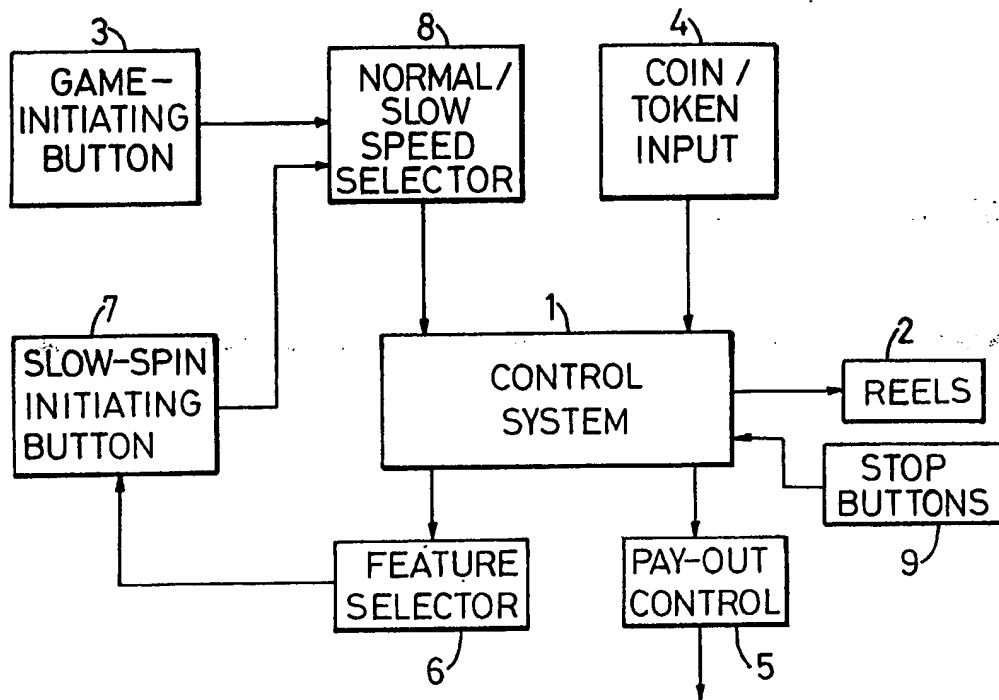 3
GAME-
INITIATING
BUTTON
8
NORMAL/
SLOW
SPEED
SELECTOR
4
COIN /
TOKEN
INPUT
7
SLOW-SPIN
INITIATING
BUTTON
1
CONTROL
SYSTEM
2
REELS
STOP
BUTTONS
9
FEATURE
SELECTOR
6
PAY-OUT
CONTROL
5